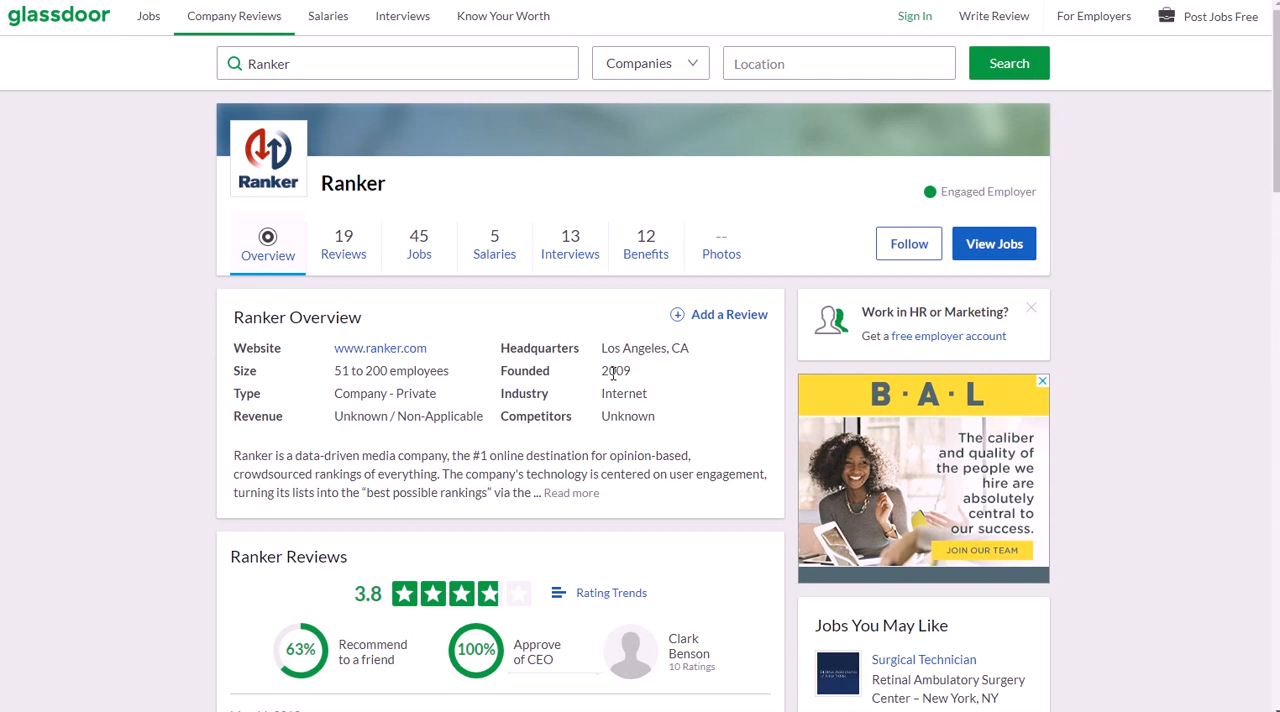 glassdoor Jobs Company Reviews Salaries Interviews Know Your Worth Sign In Write Review For Employers Post Jobs Free
Ranker Companies Location Search
Ranker
Ranker
Engaged Employer
Overview
19 Reviews
45 Jobs
5 Salaries
13 Interviews
12 Benefits
-- Photos
Follow View Jobs
Ranker Overview
Add a Review
Website www.ranker.com Headquarters Los Angeles, CA
Size 51 to 200 employees Founded 2009
Type Company - Private Industry Internet
Revenue Unknown / Non-Applicable Competitors Unknown
Ranker is a data-driven media company, the #1 online destination for opinion-based,
crowdsourced rankings of everything. The company's technology is centered on user engagement,
turning its lists into the “best possible rankings” via the ... Read more
Ranker Reviews
3.8 Rating Trends
63% Recommend
to a friend
100% Approve
of CEO
Clark
Benson
10 Ratings
Work in HR or Marketing?
Get a free employer account
B·A·L
The caliber
and quality of
the people we
hire are
absolutely
central to
our success.
JOIN OUR TEAM
Jobs You May Like
Surgical Technician
Retinal Ambulatory Surgery
Center – New York, NY